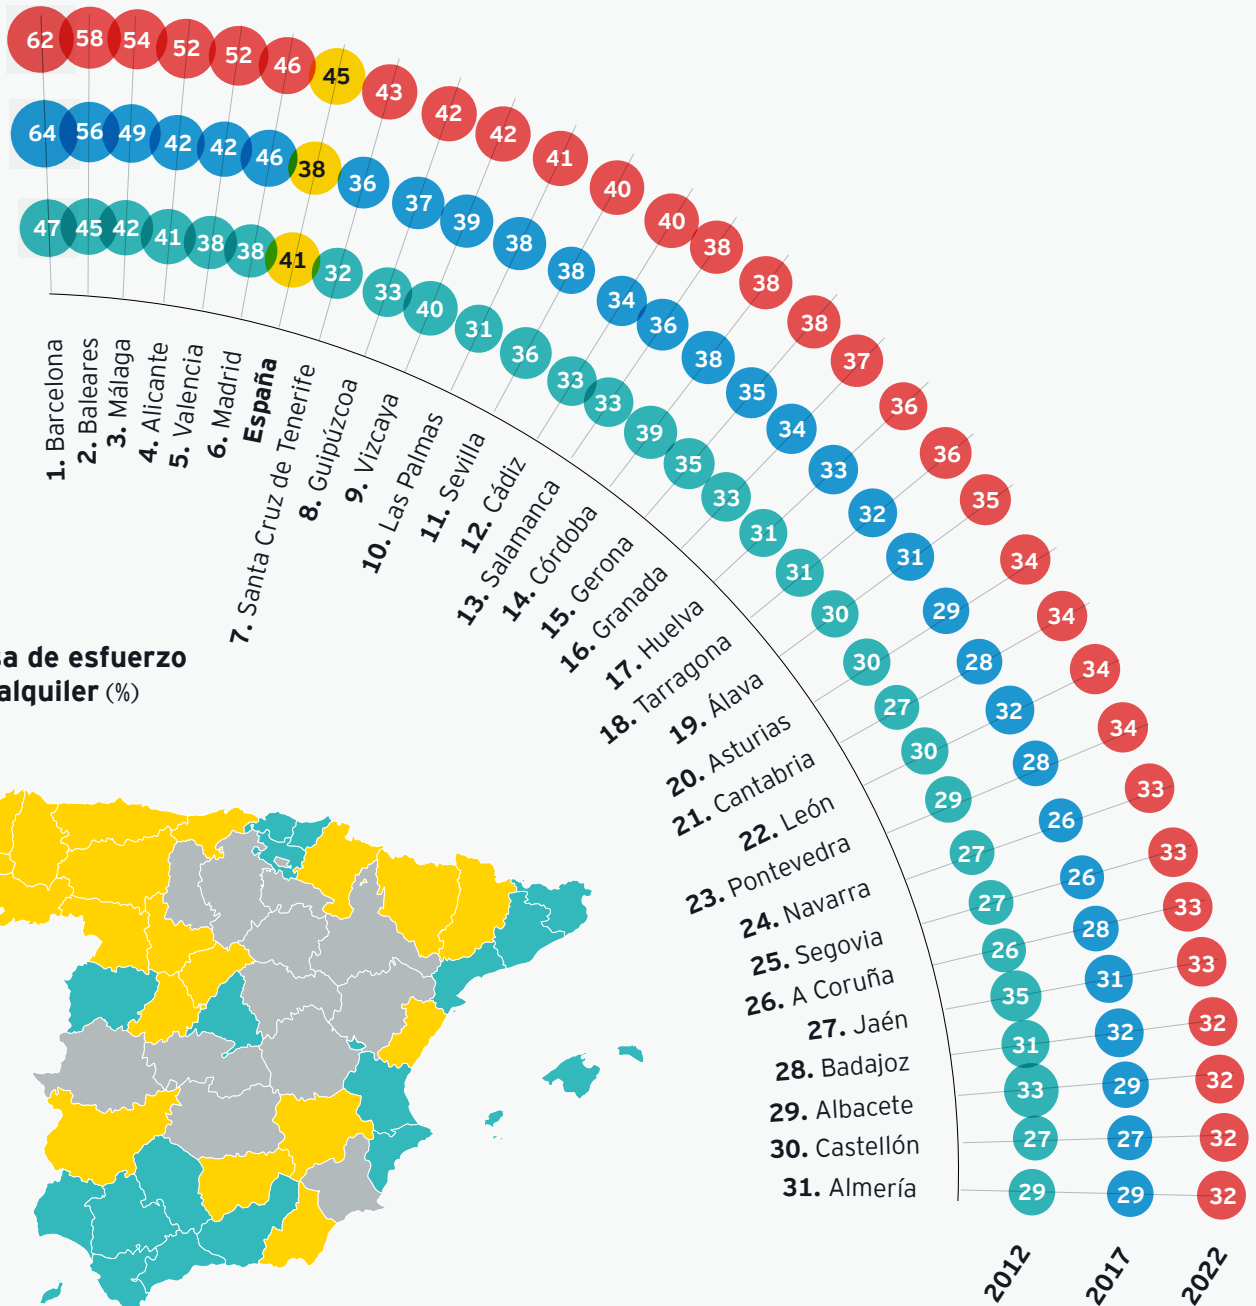 62 58 54 52 52 46 45 43 42 42 41 40 40 38 38 38 37 36 36 35 34 34 34 34 33 33 33 33 32 32 32 32
64 56 49 42 42 46 38 36 37 39 38 38 34 36 38 35 34 33 32 31 29 28 32 28 26 26 28 31 32 29 27 29
47 45 42 41 38 38 41 32 33 40 31 36 33 33 39 35 33 31 31 30 30 27 30 29 27 27 26 35 31 33 27 29
1. Barcelona
2. Baleares
3. Málaga
4. Alicante
5. Valencia
6. Madrid
España
7. Santa Cruz de Tenerife
8. Guipúzcoa
9. Vizcaya
10. Las Palmas
11. Sevilla
12. Cádiz
13. Salamanca
14. Córdoba
15. Gerona
16. Granada
17. Huelva
18. Tarragona
19. Álava
20. Asturias
21. Cantabria
22. León
23. Pontevedra
24. Navarra
25. Segovia
26. A Coruña
27. Jaén
28. Badajoz
29. Albacete
30. Castellón
31. Almería
sa de esfuerzo
alquiler (%)
2012
2017
2022